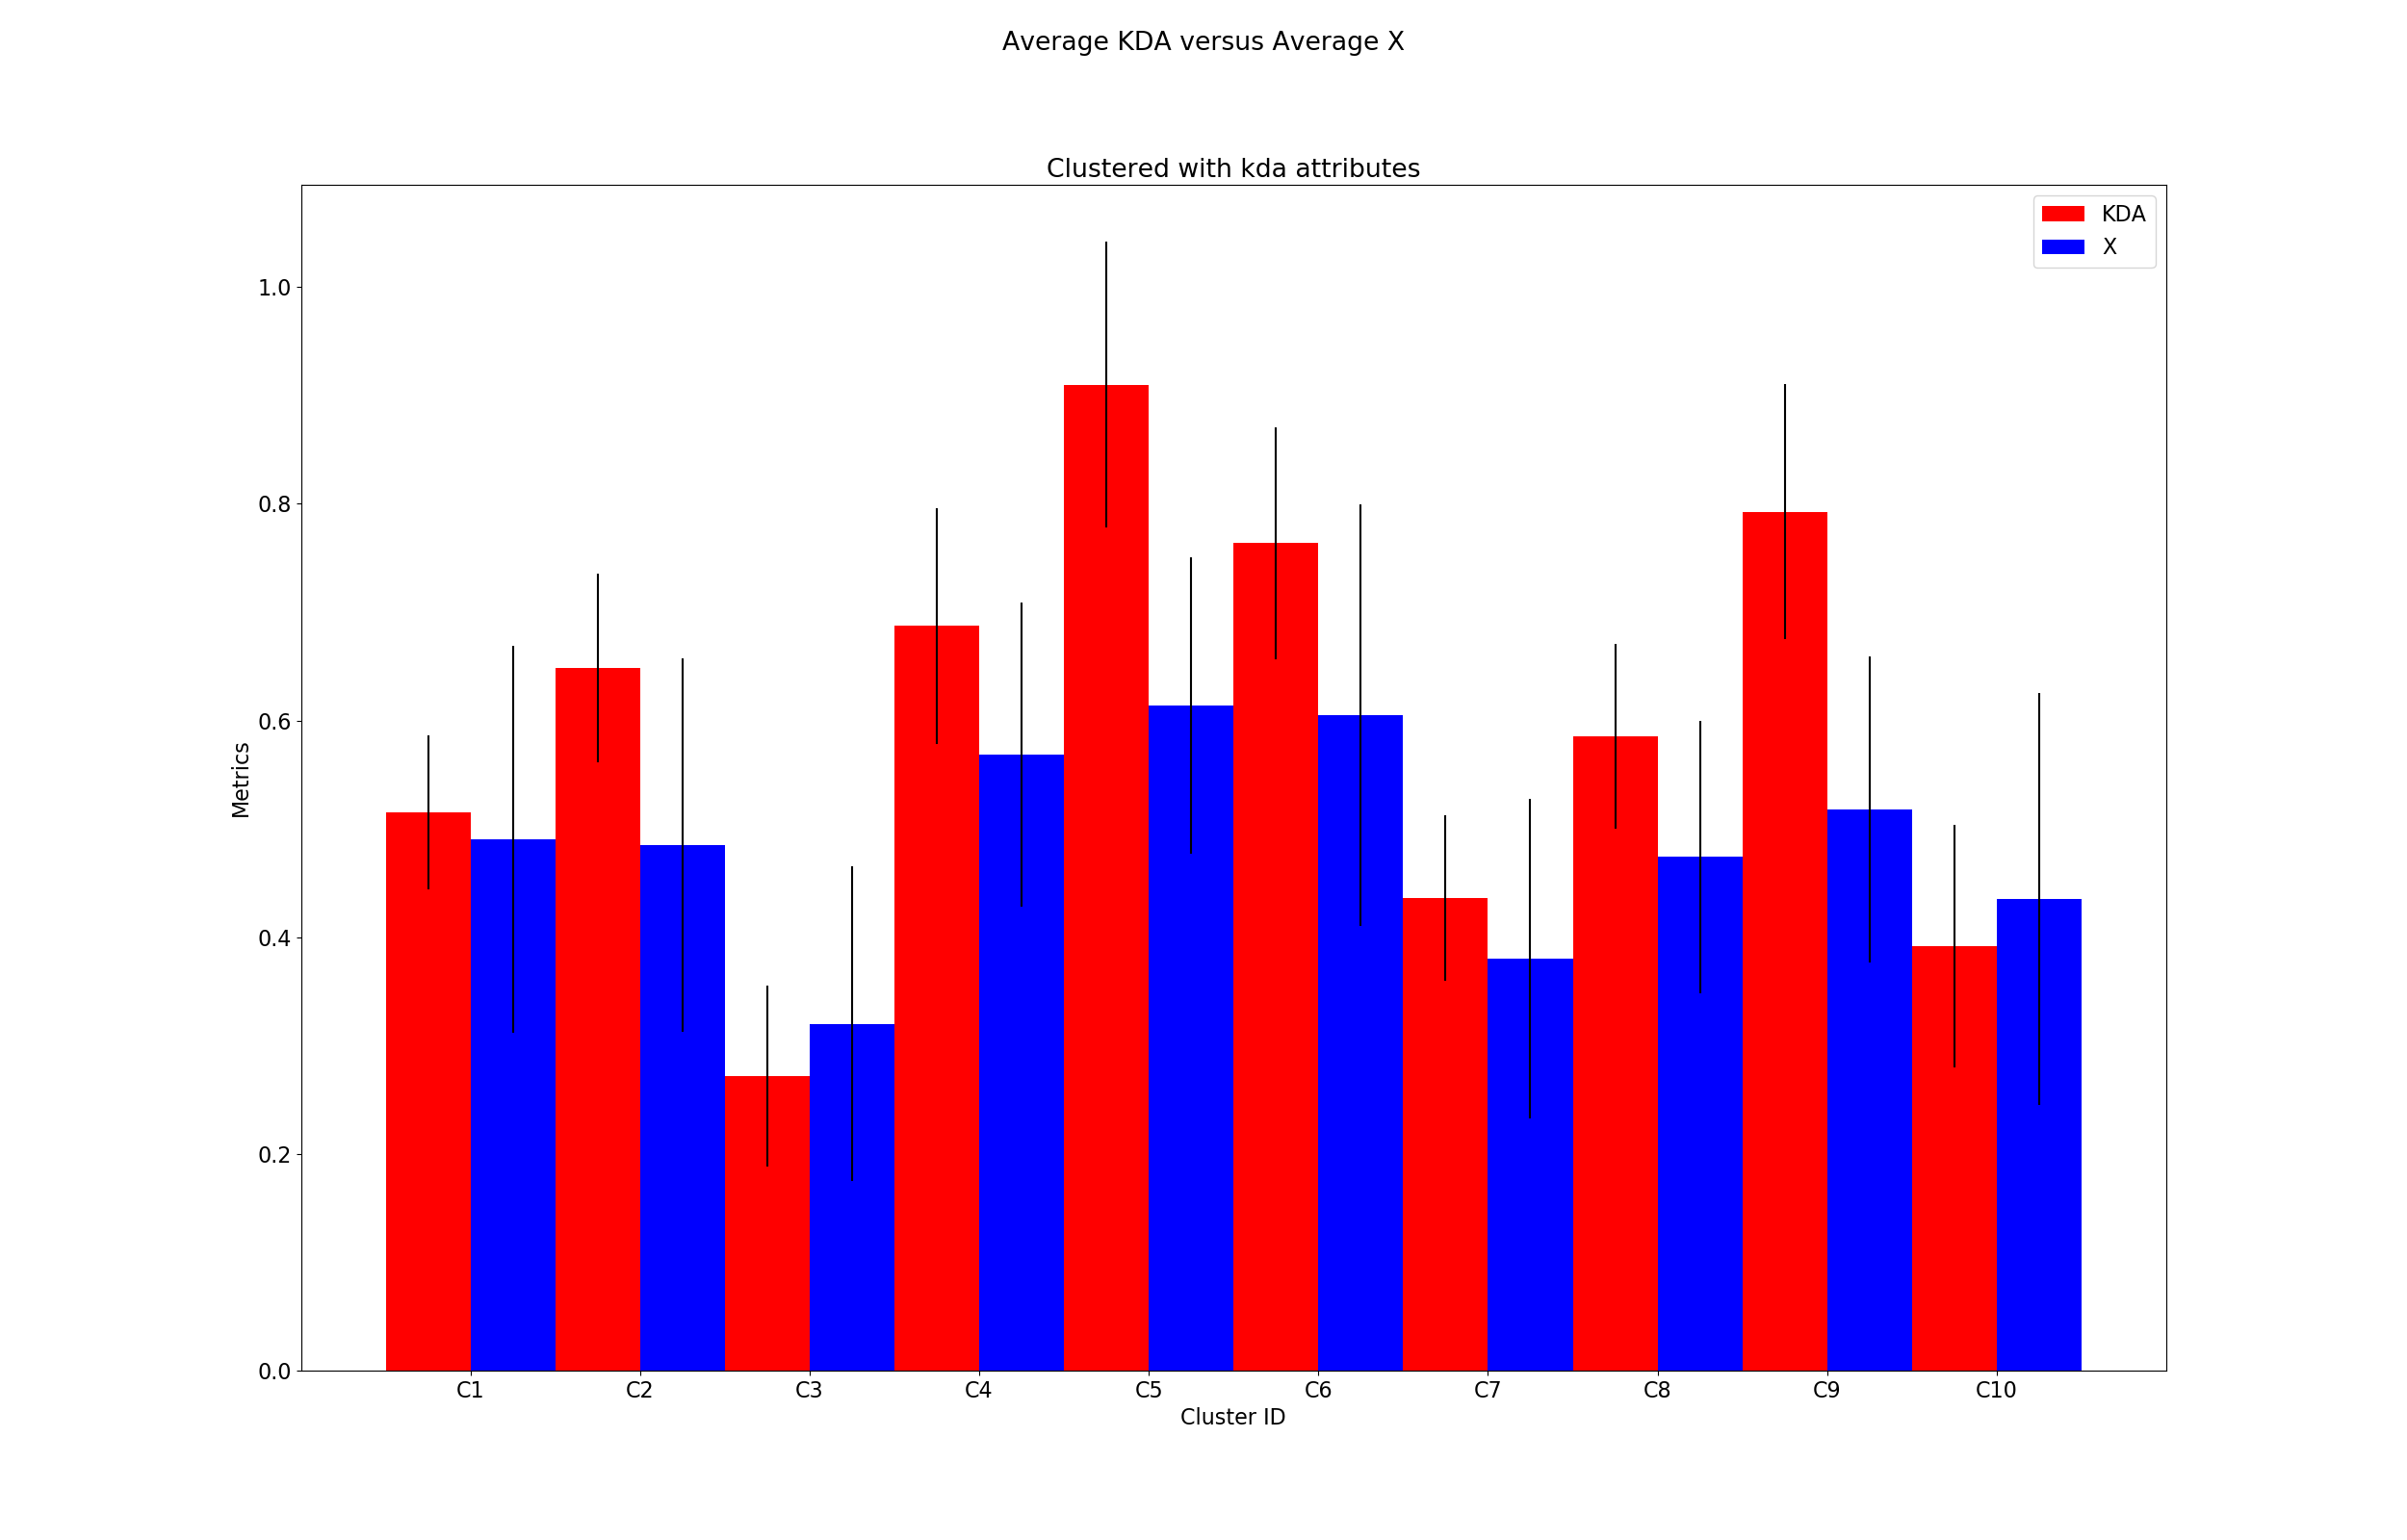 Average KDA versus Average X
Clustered with kda attributes
KDA
X
1.0
0.8
0.6
0.4
0.2
0.0
Metrics
C1 C2 C3 C4 C5 C6 C7 C8 C9 C10
Cluster ID